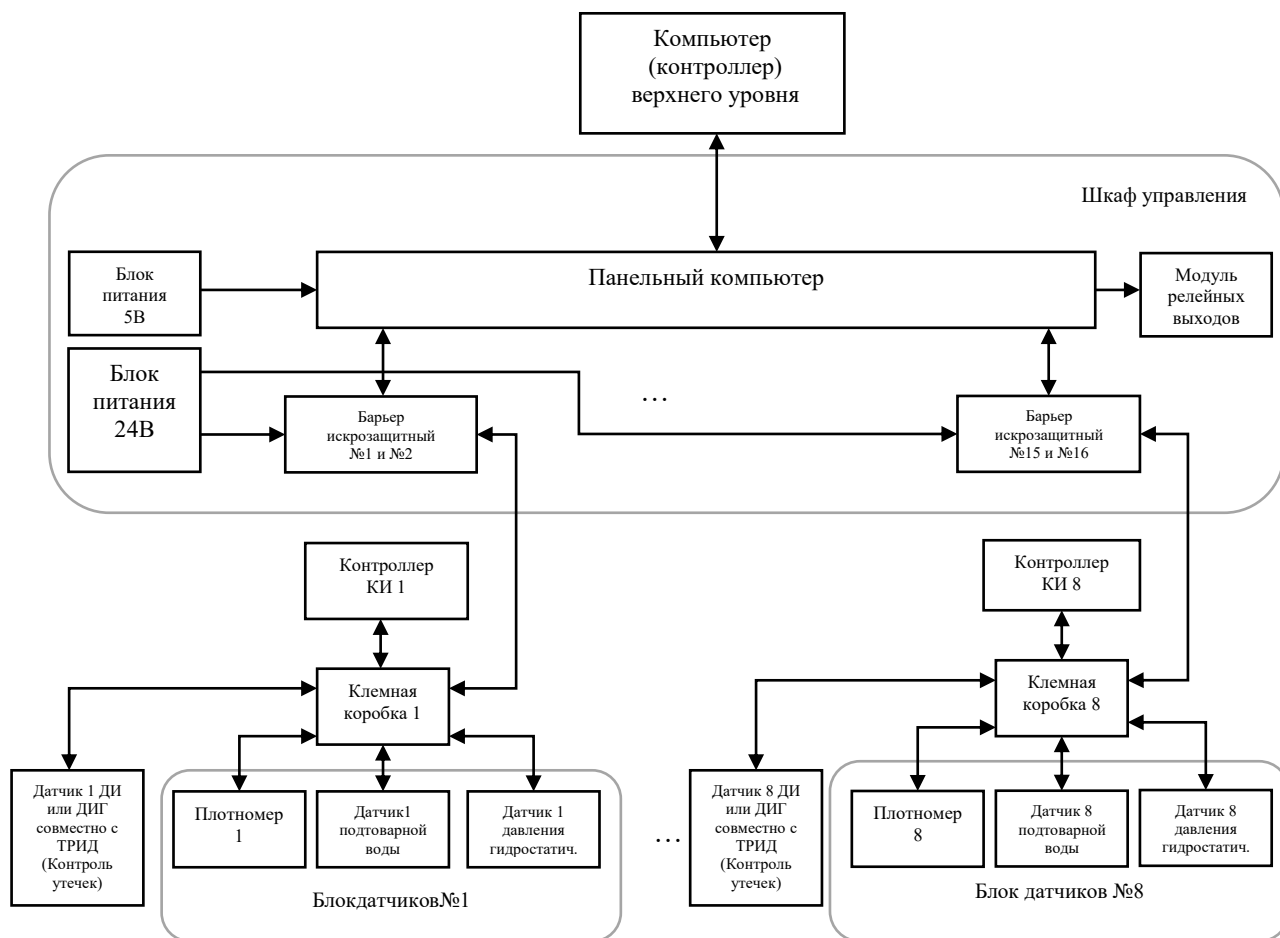 Компьютер
(контроллер)
верхнего уровня
Шкаф управления
Блок
питания
5В
Панельный компьютер
Модуль
релейных
выходов
Блок
питания
24В
…
Барьер
искрозащитный
№1 и №2
Барьер
искрозащитный
№15 и №16
Контроллер
КИ 1
Контроллер
КИ 8
Клемная
коробка 1
Клемная
коробка 8
Датчик 1 ДИ
или ДИГ
совместно с
ТРИД
(Контроль
утечек)
Плотномер
1
Датчик1
подтоварной
воды
Датчик 1
давления
гидростатич.
Блокдатчиков№1
…
Датчик 8 ДИ
или ДИГ
совместно с
ТРИД
(Контроль
утечек)
Плотномер
8
Датчик 8
подтоварной
воды
Датчик 8
давления
гидростатич.
Блок датчиков №8